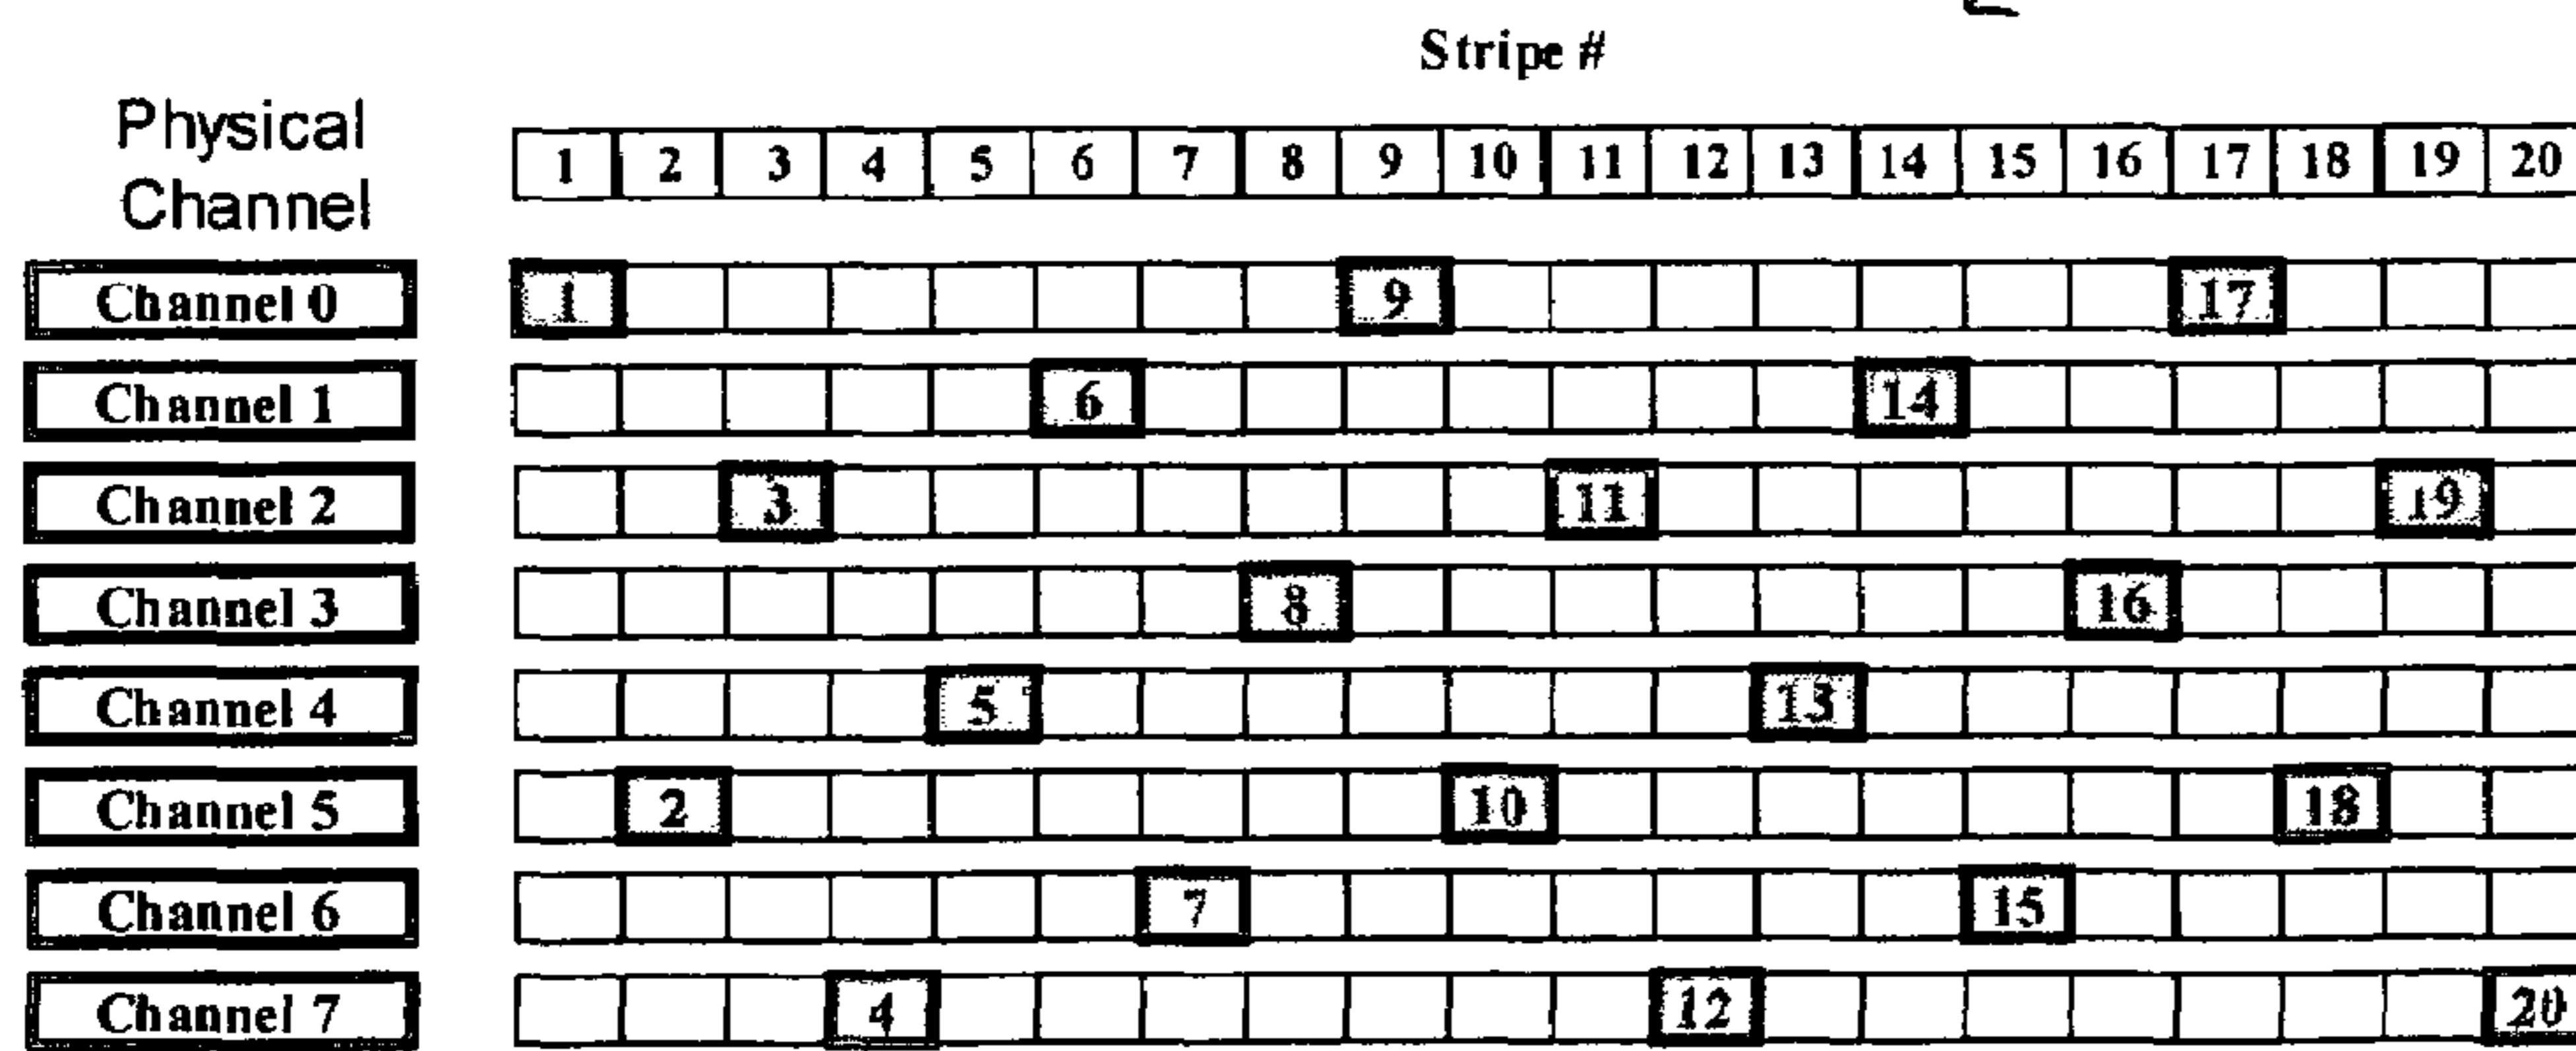 Stripe #
Physical
Channel
1 2 3 4 5 6 7 8 9 10 11 12 13 14 15 16 17 18 19 20
Channel 0 1 9 17
Channel 1 6 14
Channel 2 3 11 19
Channel 3 8 16
Channel 4 5 13
Channel 5 2 10 18
Channel 6 7 15
Channel 7 4 12 20